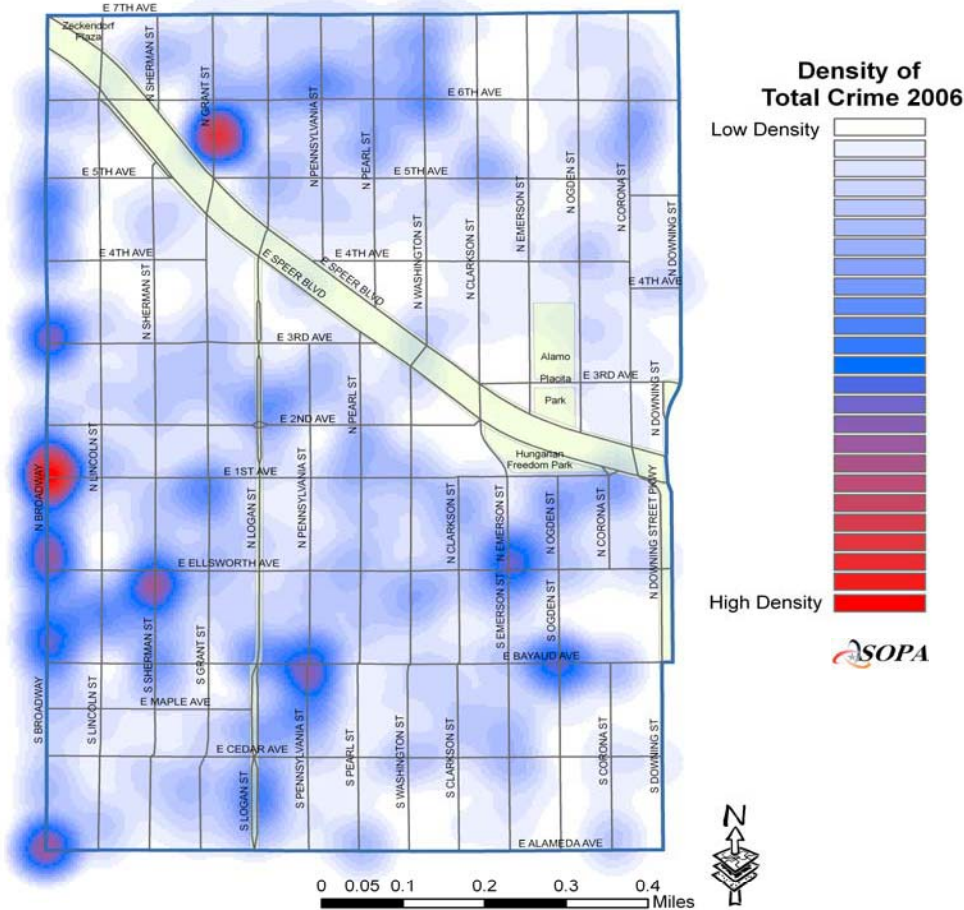 E 7TH AVE
Zeckendorf
Plaza
N SHERMAN ST
N GRANT ST
E 6TH AVE
N PENNSYLVANIA ST
N PEARL ST
E 5TH AVE
E 5TH AVE
N OGDEN ST
N CORONA ST
N EMERSON ST
N WASHINGTON ST
N CLARKSON ST
N DOWNING ST
E 4TH AVE
E SPEER BLVD
E SPEER BLVD
E 4TH AVE
E 4TH AVE
N SHERMAN ST
E 3RD AVE
Alamo
Placita
Park
E 3RD AVE
N PEARL ST
N DOWNING ST
E 2ND AVE
N LINCOLN ST
N BROADWAY
E 1ST AVE
N LOGAN ST
N PENNSYLVANIA ST
Hungarian
Freedom Park
N CLARKSON ST
N EMERSON ST
N OGDEN ST
N CORONA ST
N DOWNING STREET PKWY
E ELLSWORTH AVE
S EMERSON ST
S OGDEN ST
S SHERMAN ST
S GRANT ST
E BAYAUD AVE
S BROADWAY
S LINCOLN ST
E MAPLE AVE
E CEDAR AVE
S LOGAN ST
S PENNSYLVANIA ST
S PEARL ST
S WASHINGTON ST
S CLARKSON ST
S CORONA ST
S DOWNING ST
E ALAMEDA AVE
0 0.05 0.1 0.2 0.3 0.4
Miles
N
Density of
Total Crime 2006
Low Density
High Density
SOPA